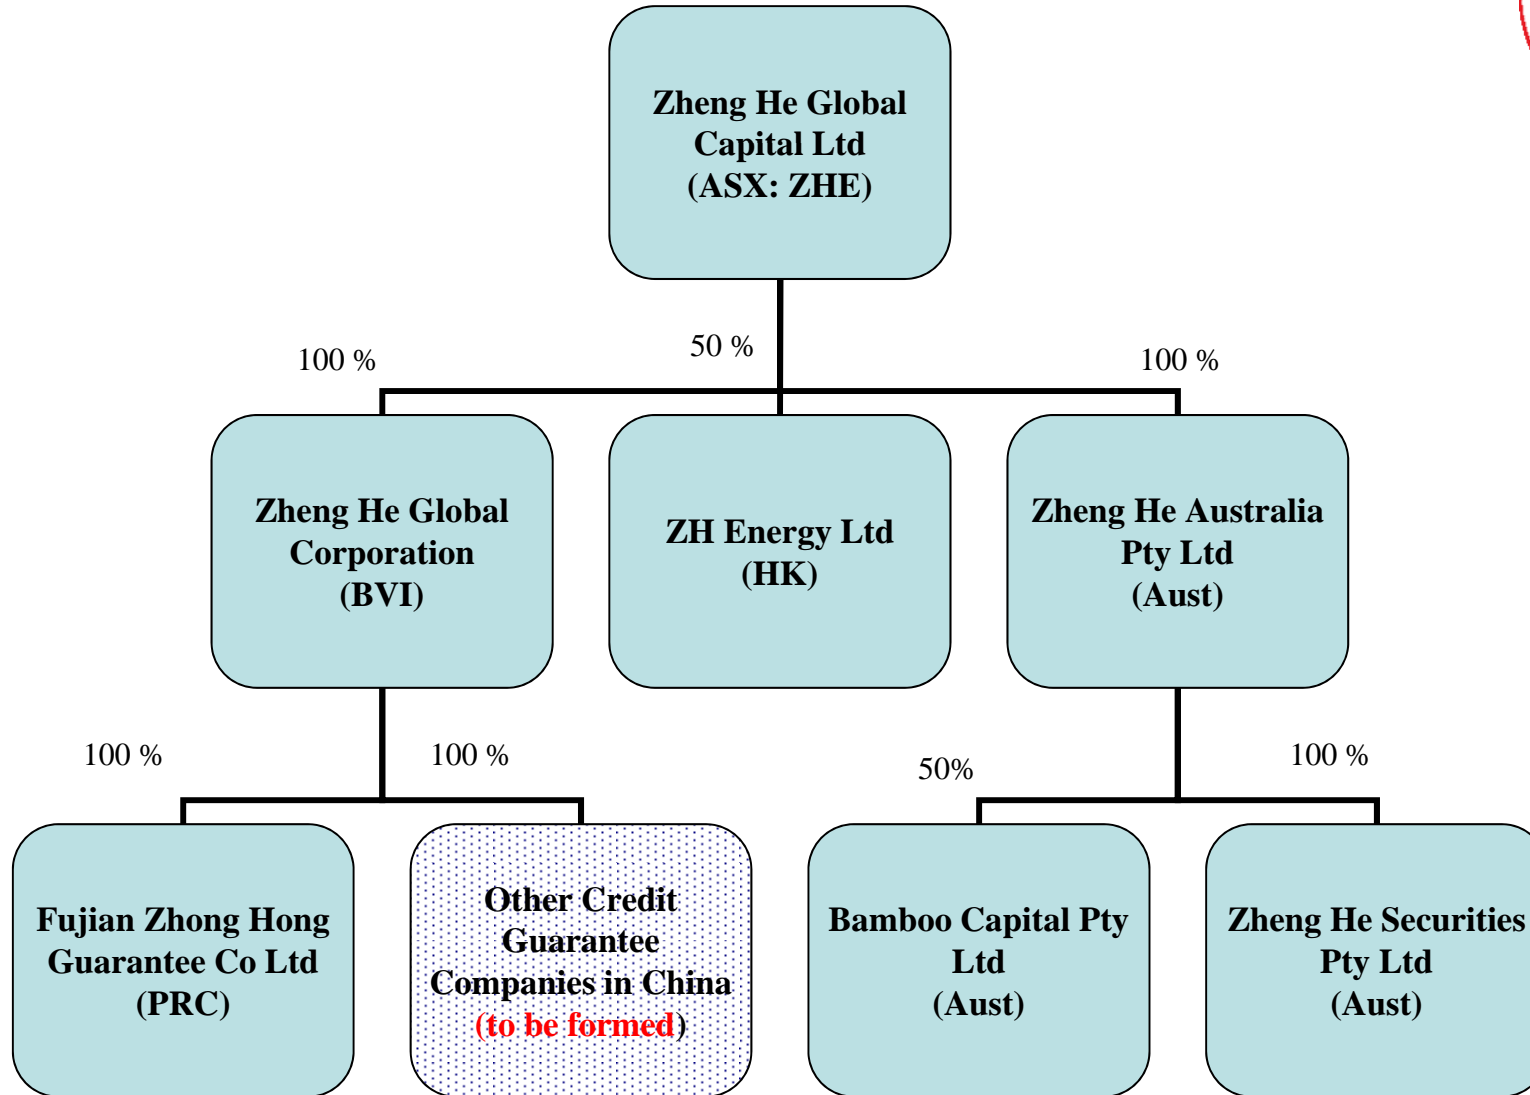 Zheng He Global
Capital Ltd
(ASX: ZHE)
100 %
50 %
100 %
Zheng He Global
Corporation
(BVI)
ZH Energy Ltd
(HK)
Zheng He Australia
Pty Ltd
(Aust)
100 %
100 %
50%
100 %
Fujian Zhong Hong
Guarantee Co Ltd
(PRC)
Other Credit
Guarantee
Companies in China
(to be formed)
Bamboo Capital Pty
Ltd
(Aust)
Zheng He Securities
Pty Ltd
(Aust)